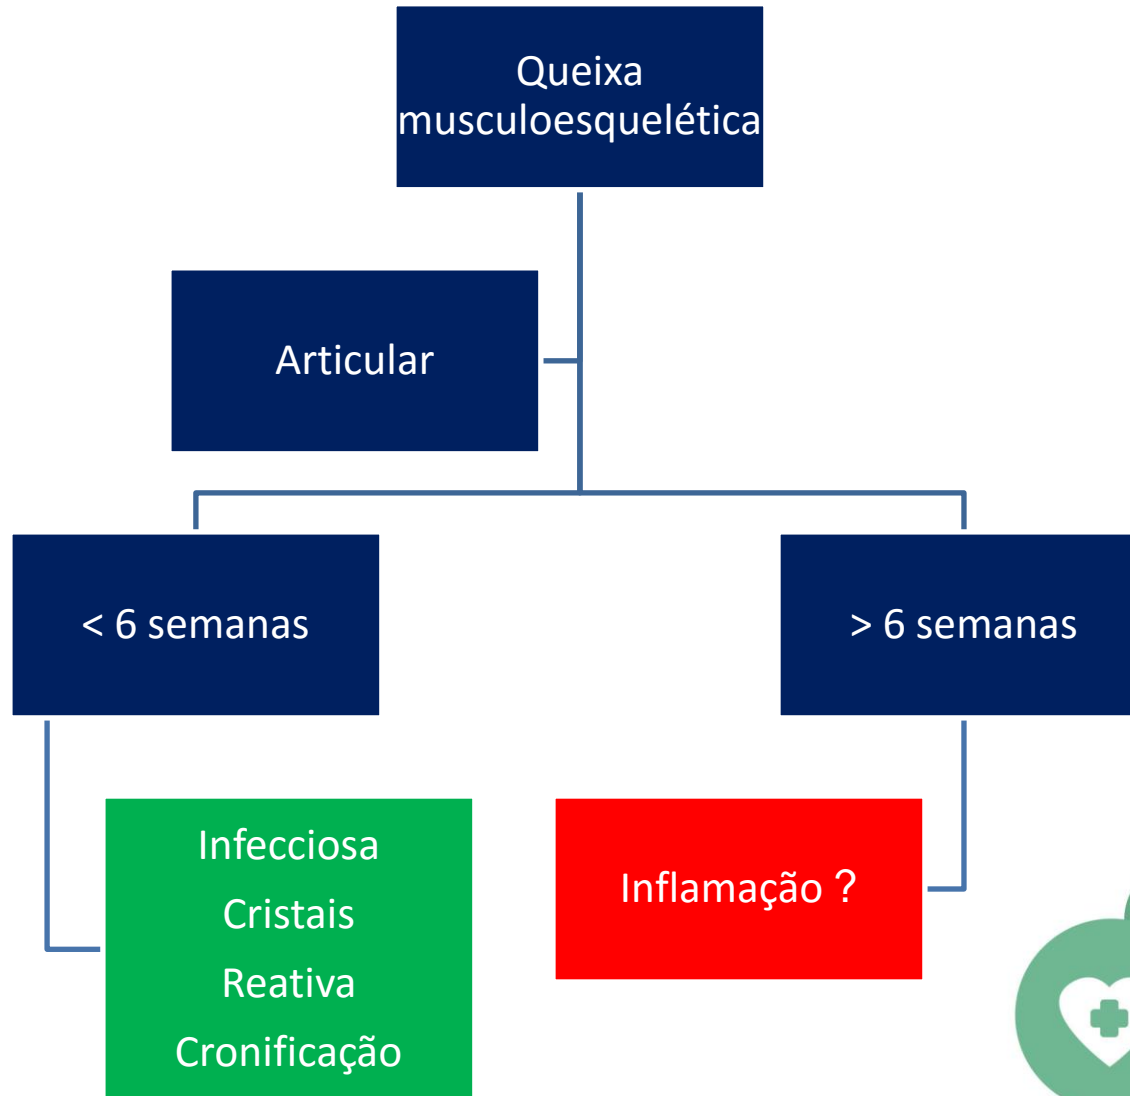 Queixa
musculoesquelética
Articular
< 6 semanas
> 6 semanas
Infecciosa
Cristais
Reativa
Cronificação
Inflamação ?